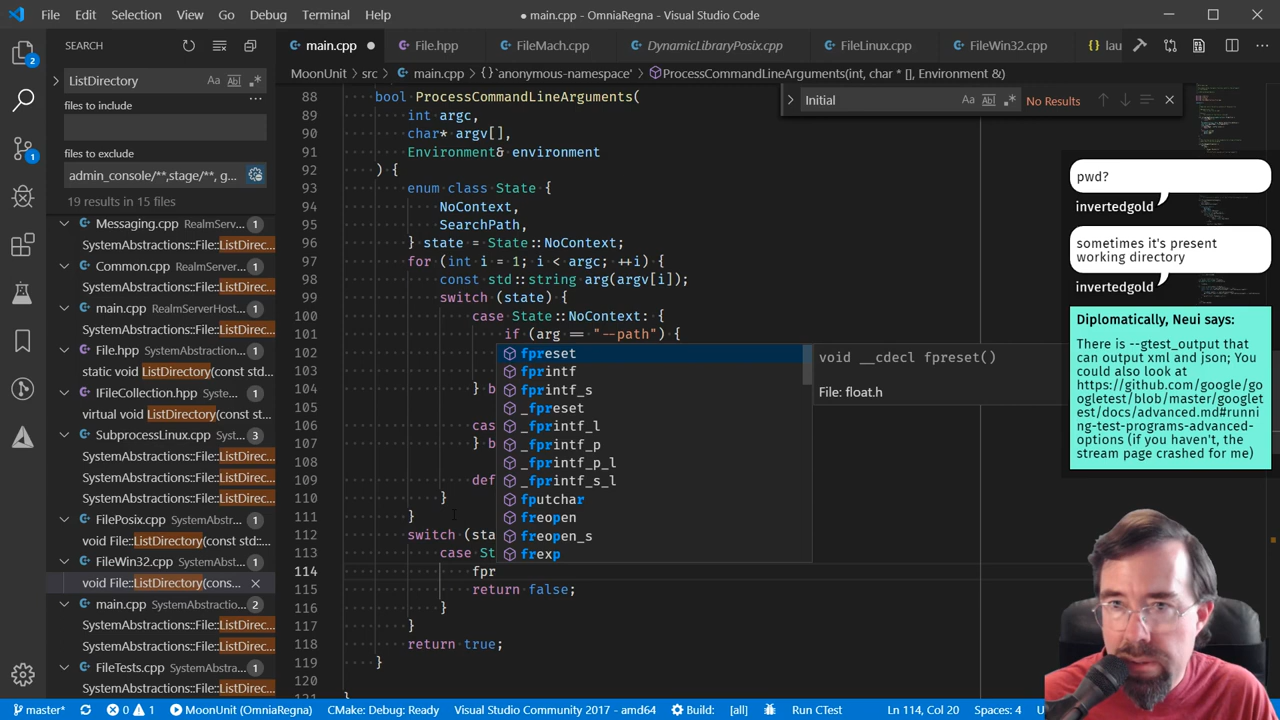 File Edit Selection View Go Debug Terminal Help
● main.cpp - OmniaRegna - Visual Studio Code
SEARCH
main.cpp
File.hpp
FileMach.cpp
DynamicLibraryPosix.cpp
FileLinux.cpp
FileWin32.cpp
{} lau
MoonUnit > src > main.cpp > {} `anonymous-namespace' > ProcessCommandLineArguments(int, char * [], Environment &)
2
1
ListDirectory
Aa
files to include
files to exclude
admin_console/**,stage/**, g...
19 results in 15 files
Messaging.cpp RealmServ... 1
SystemAbstractions::File::ListDirec...
Common.cpp RealmServer... 1
SystemAbstractions::File::ListDirec...
main.cpp RealmServerHost... 1
SystemAbstractions::File::ListDirec...
File.hpp SystemAbstraction... 1
static void ListDirectory(const std...
IFileCollection.hpp SystemA... 1
virtual void ListDirectory(const st...
SubprocessLinux.cpp System... 3
SystemAbstractions::File::ListDirec...
SystemAbstractions::File::ListDirec...
SystemAbstractions::File::ListDirec...
FilePosix.cpp SystemAbstr... 1
void File::ListDirectory(const std::...
FileWin32.cpp SystemAbst... 1
void File::ListDirectory(cons...
main.cpp SystemAbstractio... 2
SystemAbstractions::File::ListDirec...
SystemAbstractions::File::ListDirec...
FileTests.cpp SystemAbstra... 1
SystemAbstractions::File::ListDirec...
Initial
Aa
No Results
88 bool ProcessCommandLineArguments(
89 int argc,
90 char* argv[],
91 Environment& environment
92 ) {
93 enum class State {
94 NoContext,
95 SearchPath,
96 } state = State::NoContext;
97 for (int i = 1; i < argc; ++i) {
98 const std::string arg(argv[i]);
99 switch (state) {
100 case State::NoContext: {
101 if (arg == "--path") {
102
103
104 } b
105
106 cas
107 } b
108
109 def
110 }
111 }
112 switch (sta
113 case St
114 fpr
115 return false;
116 }
117 }
118 return true;
119 }
120
121
fpreset
fprintf
fprintf_s
_fpreset
_fprintf_l
_fprintf_p
_fprintf_p_l
_fprintf_s_l
fputchar
freopen
freopen_s
frexp
void __cdecl fpreset()
File: float.h
pwd?
invertedgold
sometimes it's present
working directory
invertedgold
Diplomatically, Neui says:
There is --gtest_output that
can output xml and json; You
could also look at
https://github.com/google/go
ogletest/blob/master/googlet
est/docs/advanced.md#runni
ng-test-programs-advanced-
options (if you haven't, the
stream page crashed for me)
master*
0 1
MoonUnit (OmniaRegna)
CMake: Debug: Ready
Visual Studio Community 2017 - amd64
Build:
[all]
Run CTest
Ln 114, Col 20
Spaces: 4